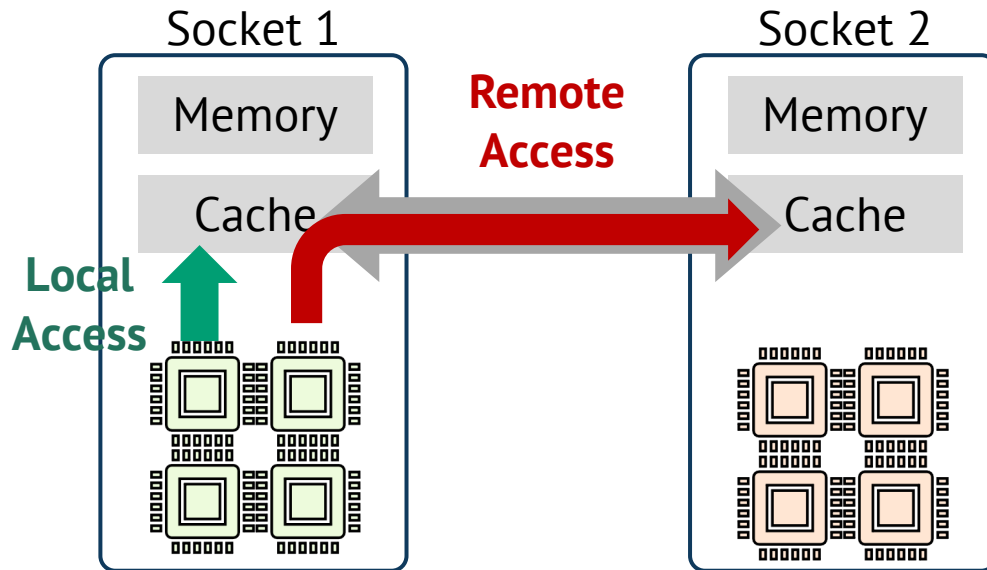 Socket 1
Socket 2
Memory
Remote
Access
Memory
Cache
Cache
Local
Access